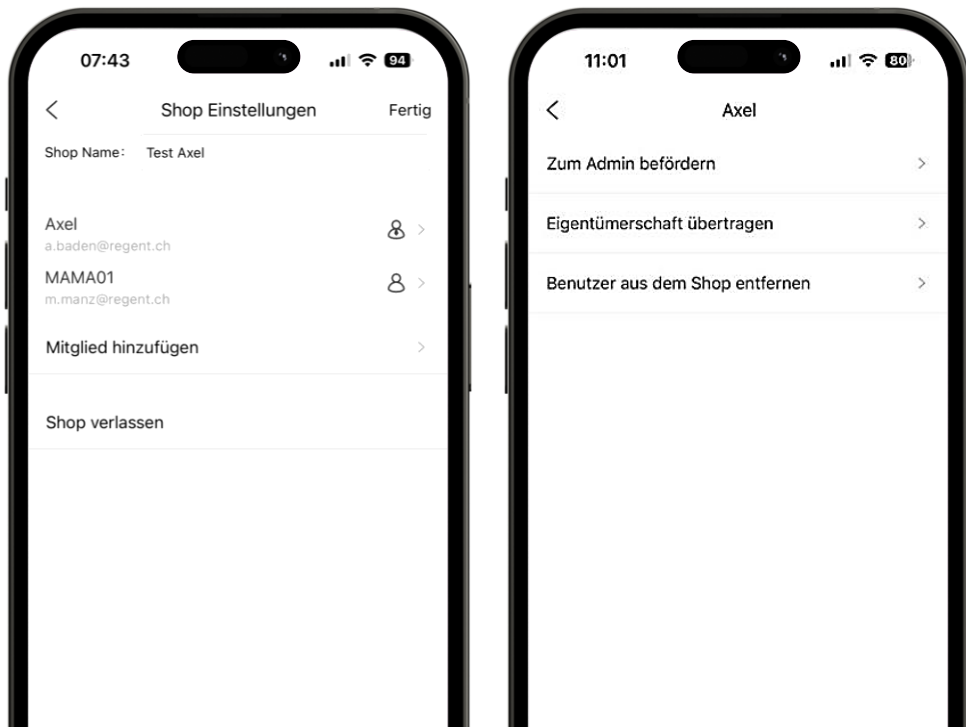 07:43
94
Shop Einstellungen
Fertig
Shop Name: Test Axel
Axel
a.baden@regent.ch
MAMA01
m.manz@regent.ch
Mitglied hinzufügen
Shop verlassen
11:01
80
Axel
Zum Admin befördern
Eigentümerschaft übertragen
Benutzer aus dem Shop entfernen